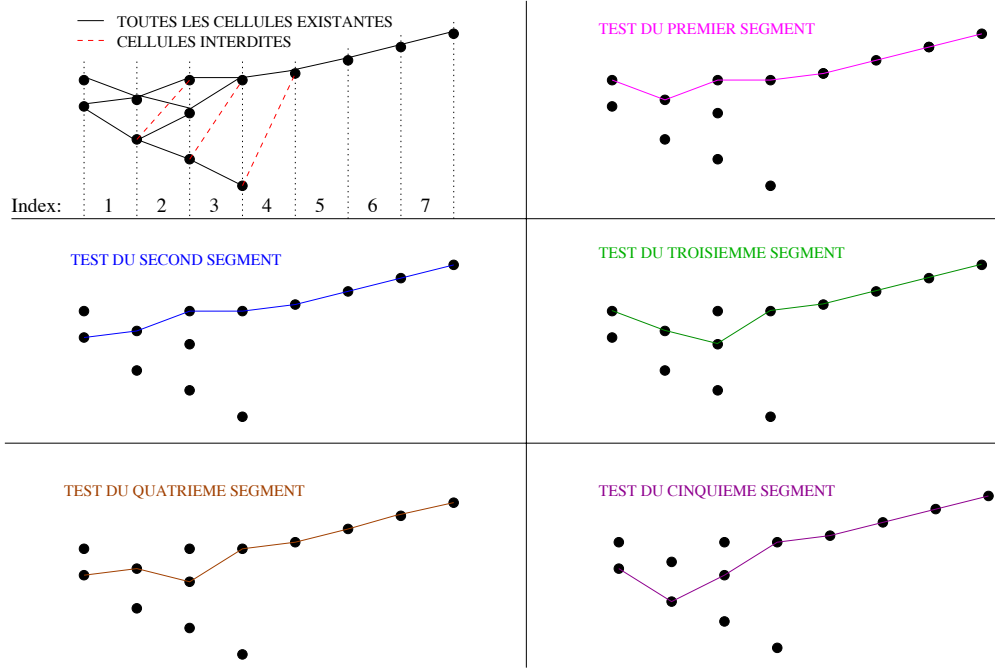 TOUTES LES CELLULES EXISTANTES
CELLULES INTERDITES
Index: 1 2 3 4 5 6 7
TEST DU PREMIER SEGMENT
TEST DU SECOND SEGMENT
TEST DU TROISIEMME SEGMENT
TEST DU QUATRIEME SEGMENT
TEST DU CINQUIEME SEGMENT